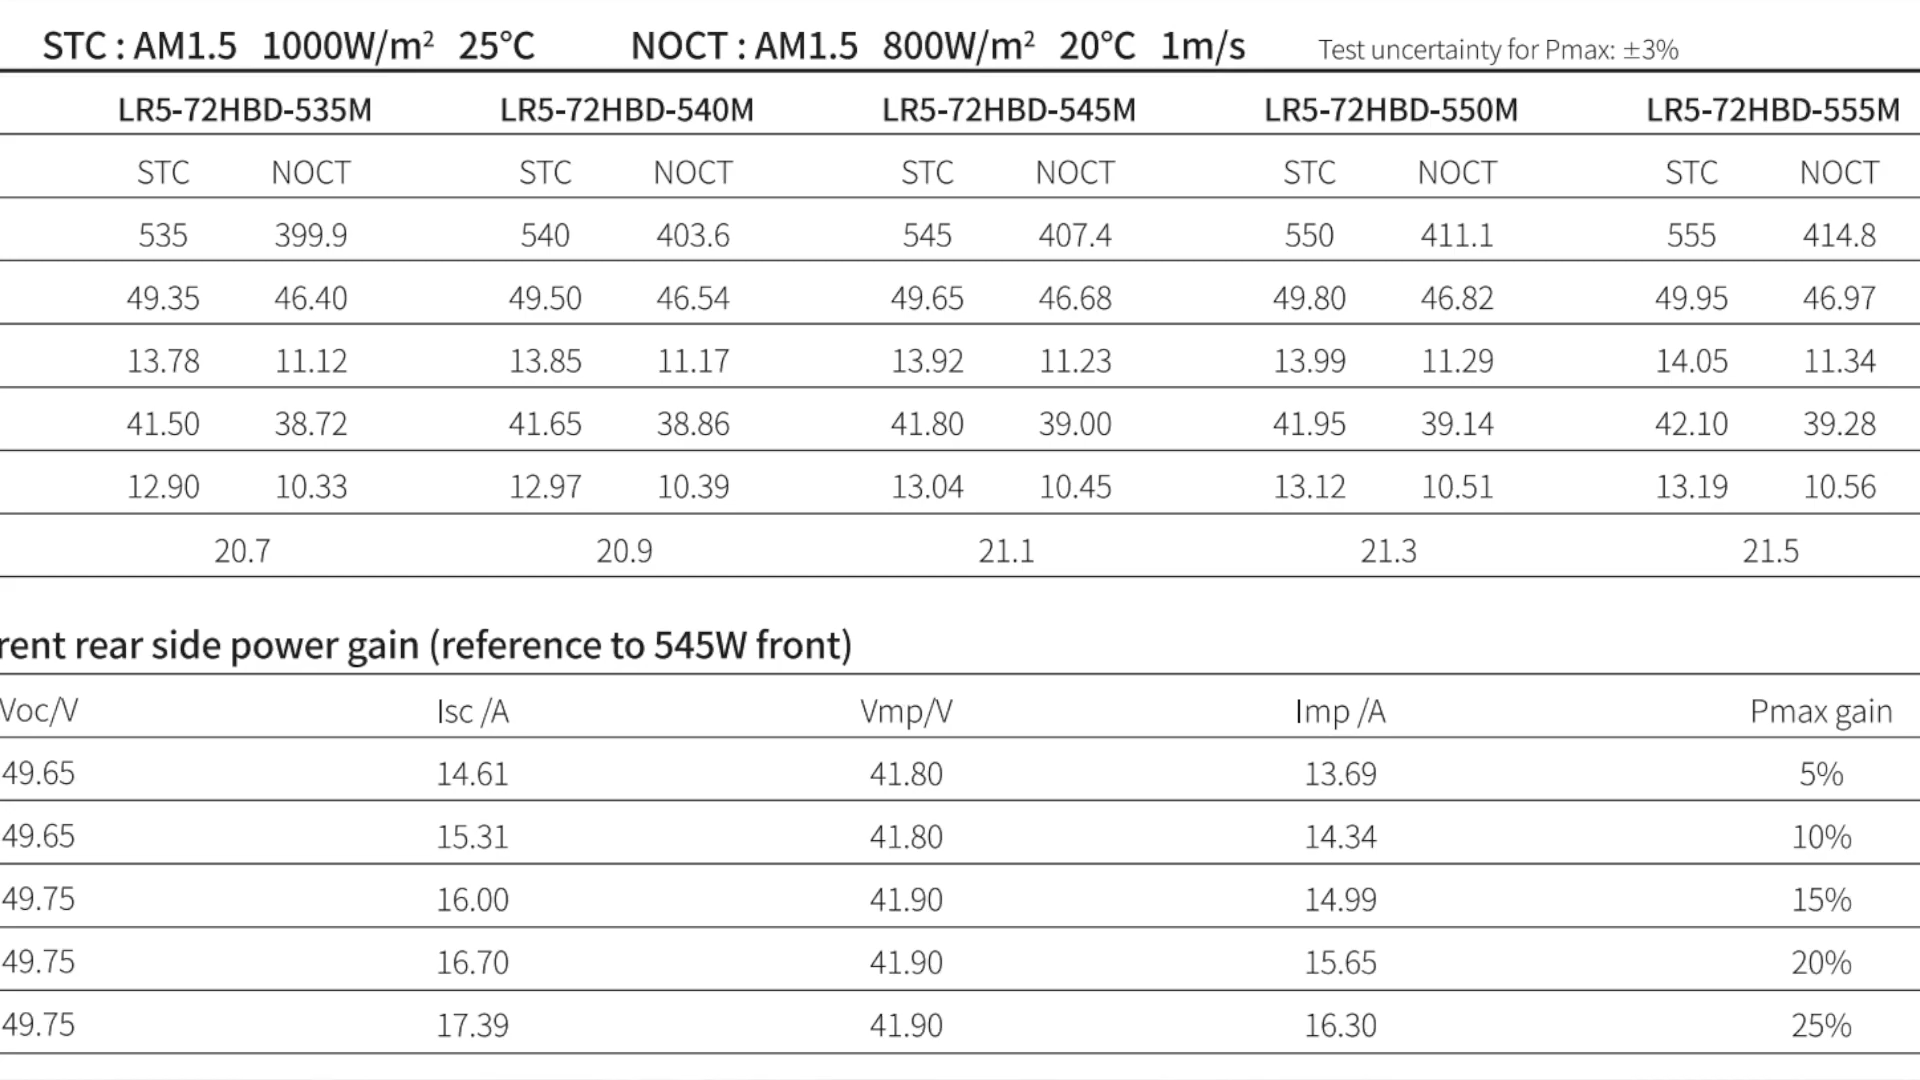 STC : AM1.5 1000W/m² 25°C NOCT : AM1.5 800W/m² 20°C 1m/s Test uncertainty for Pmax: ±3%
LR5-72HBD-535M LR5-72HBD-540M LR5-72HBD-545M LR5-72HBD-550M LR5-72HBD-555M
STC NOCT STC NOCT STC NOCT STC NOCT STC NOCT
535 399.9 540 403.6 545 407.4 550 411.1 555 414.8
49.35 46.40 49.50 46.54 49.65 46.68 49.80 46.82 49.95 46.97
13.78 11.12 13.85 11.17 13.92 11.23 13.99 11.29 14.05 11.34
41.50 38.72 41.65 38.86 41.80 39.00 41.95 39.14 42.10 39.28
12.90 10.33 12.97 10.39 13.04 10.45 13.12 10.51 13.19 10.56
20.7 20.9 21.1 21.3 21.5
rent rear side power gain (reference to 545W front)
Voc/V Isc /A Vmp/V Imp /A Pmax gain
49.65 14.61 41.80 13.69 5%
49.65 15.31 41.80 14.34 10%
49.75 16.00 41.90 14.99 15%
49.75 16.70 41.90 15.65 20%
49.75 17.39 41.90 16.30 25%